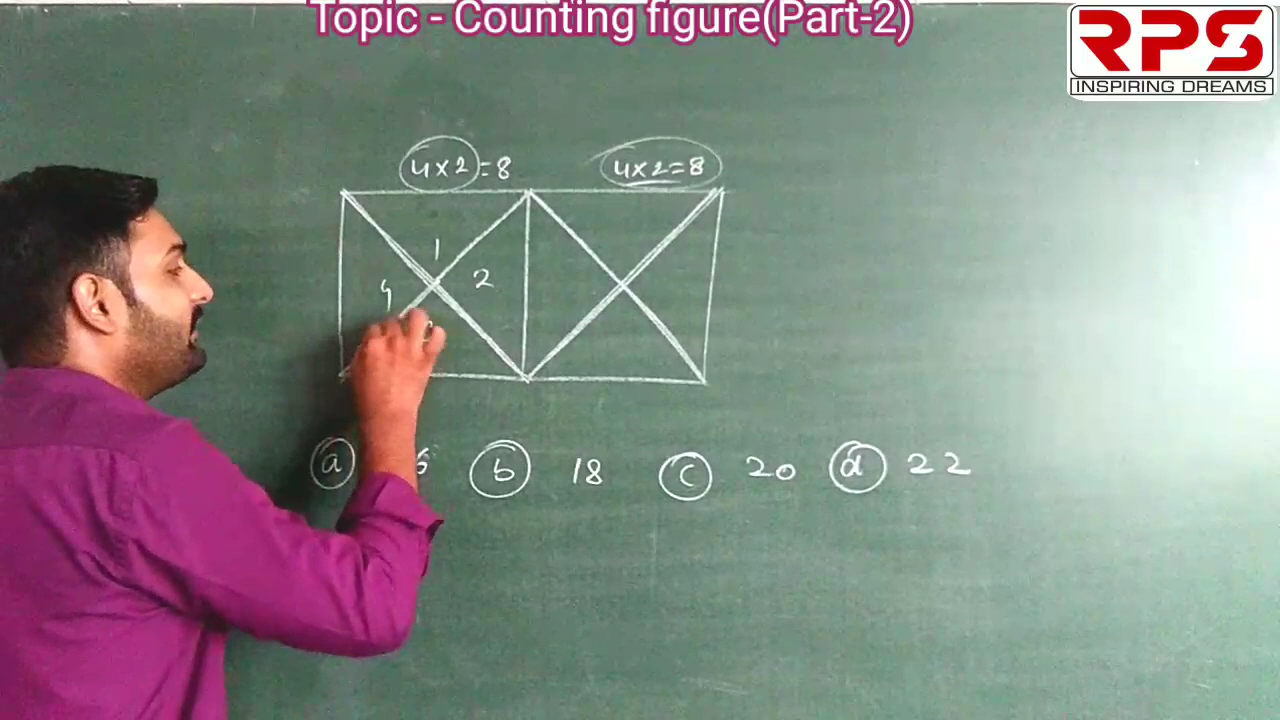 Topic - Counting figure(Part-2)
RPS
INSPIRING DREAMS
4x2=8 4x2=8
1
2
4
a b 18 c 20 d 22